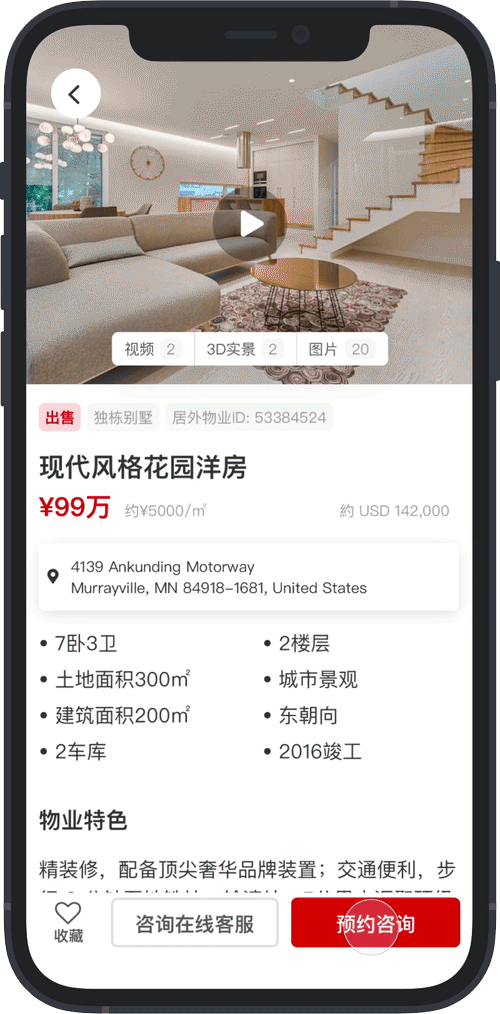 视频 2 3D实景 2 图片 20
出售 独栋别墅 居外物业ID: 53384524
现代风格花园洋房
¥99万 约¥5000/㎡ 約 USD 142,000
4139 Ankunding Motorway
Murrayville, MN 84918-1681, United States
• 7卧3卫 • 2楼层
• 土地面积300㎡ • 城市景观
• 建筑面积200㎡ • 东朝向
• 2车库 • 2016竣工
物业特色
精装修，配备顶尖奢华品牌装置；交通便利，步
收藏 咨询在线客服 预约咨询